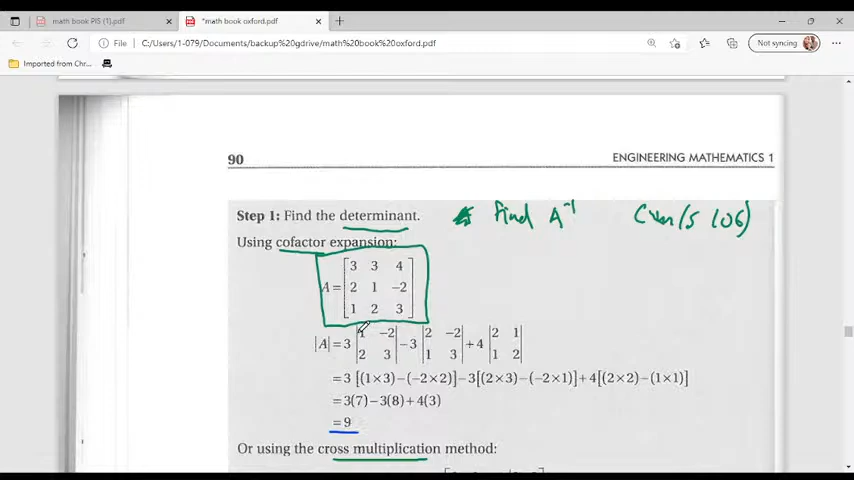 math book PIS (1).pdf
*math book oxford.pdf
File
C:/Users/1-079/Documents/backup%20gdrive/math%20book%20oxford.pdf
Not syncing
Imported from Chr...
90
ENGINEERING MATHEMATICS 1
Step 1: Find the determinant.
Find A⁻¹
Using cofactor expansion:
A = [3 3 4
2 1 −2
1 2 3]
|A| = 3 |1 −2| − 3 |2 −2| + 4 |2 1|
|2 3| |1 3| |1 2|
= 3 [(1×3) − (−2×2)] − 3[(2×3) − (−2×1)] + 4[(2×2) − (1×1)]
= 3(7) − 3(8) + 4(3)
= 9
Or using the cross multiplication method: